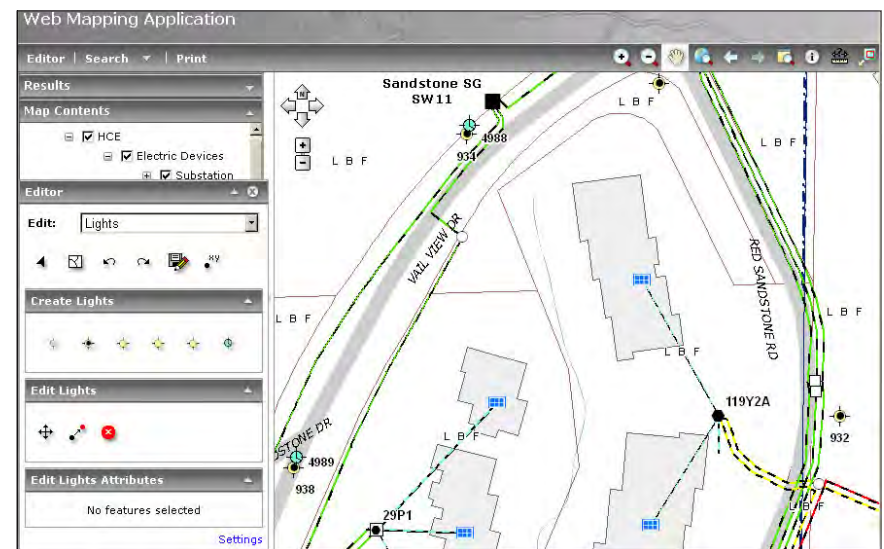 Web Mapping Application
Editor | Search | Print
Results
Map Contents
HCE
Electric Devices
Substation
Editor
Edit: Lights
xy
Create Lights
Edit Lights
Edit Lights Attributes
No features selected
Settings
N
Sandstone SG
SW11
4988
934
L B F
L B F
L B F
VAIL VIEW DR
RED SANDSTONE RD
L B F
L B F
L B F
119Y2A
932
L B F
STONE DR
4989
938
29P1
L B F